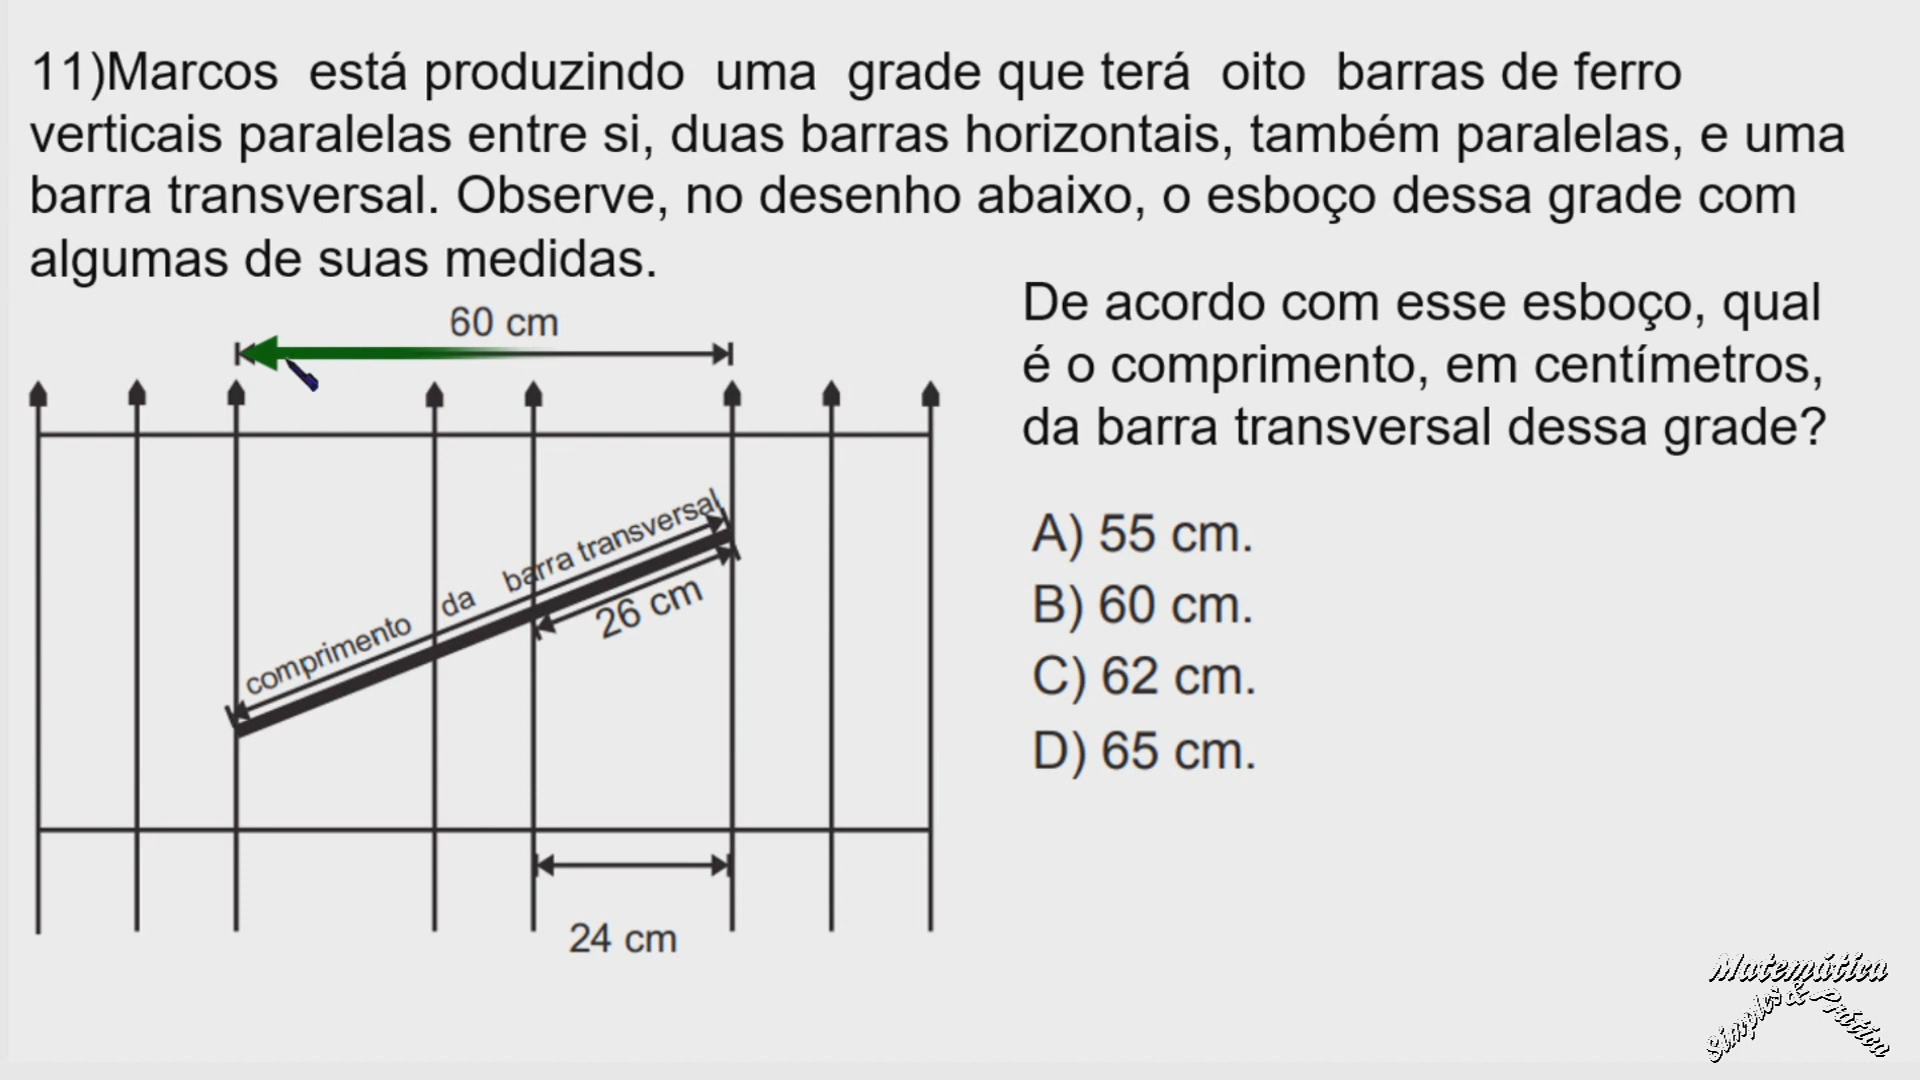 11)Marcos está produzindo uma grade que terá oito barras de ferro
verticais paralelas entre si, duas barras horizontais, também paralelas, e uma
barra transversal. Observe, no desenho abaixo, o esboço dessa grade com
algumas de suas medidas.
De acordo com esse esboço, qual
é o comprimento, em centímetros,
da barra transversal dessa grade?
60 cm
comprimento da barra transversal
26 cm
24 cm
A) 55 cm.
B) 60 cm.
C) 62 cm.
D) 65 cm.
Matemática
Simples & Prática